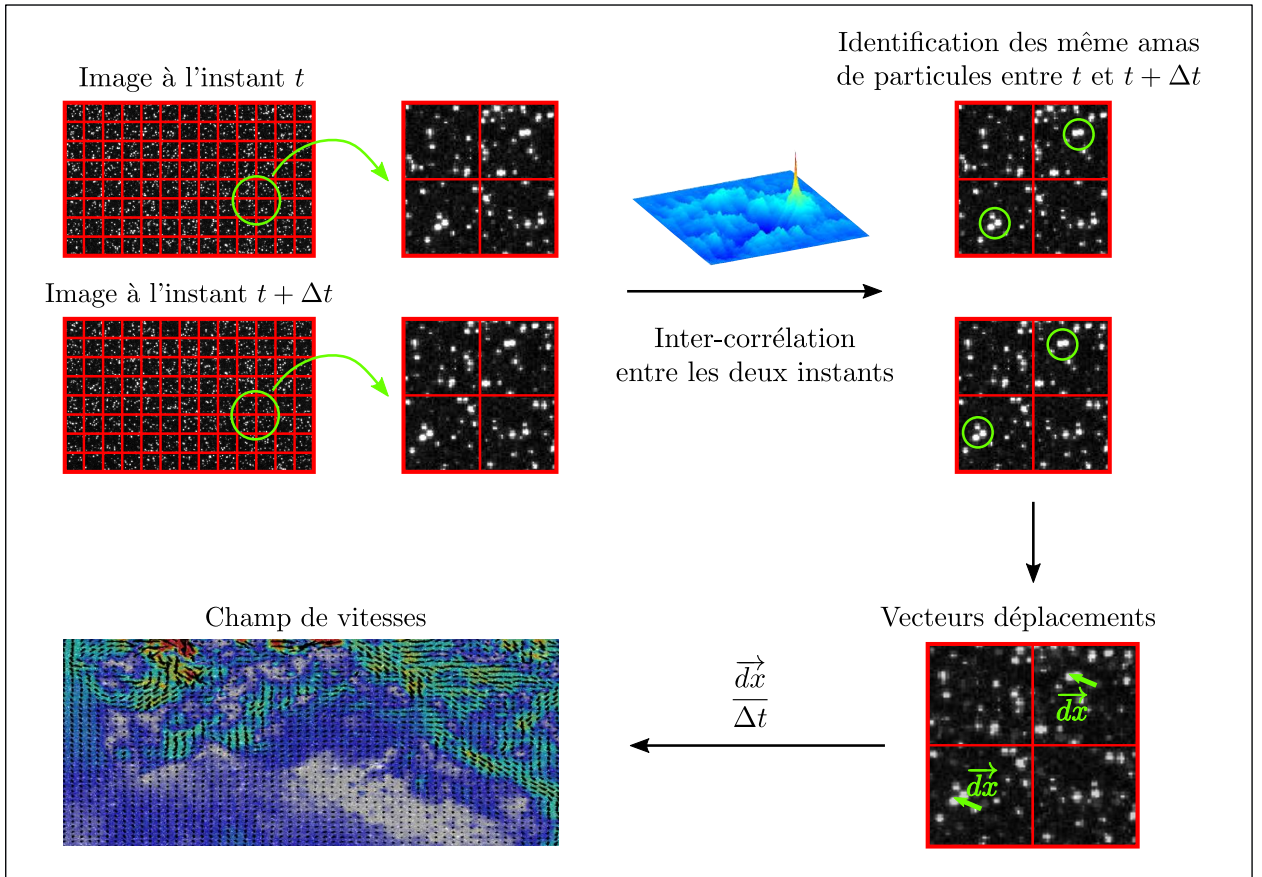 Image à l'instant t
Identification des même amas
de particules entre t et t + Δt
Image à l'instant t + Δt
Inter-corrélation
entre les deux instants
Champ de vitesses
Vecteurs déplacements
dx
Δt
dx
dx